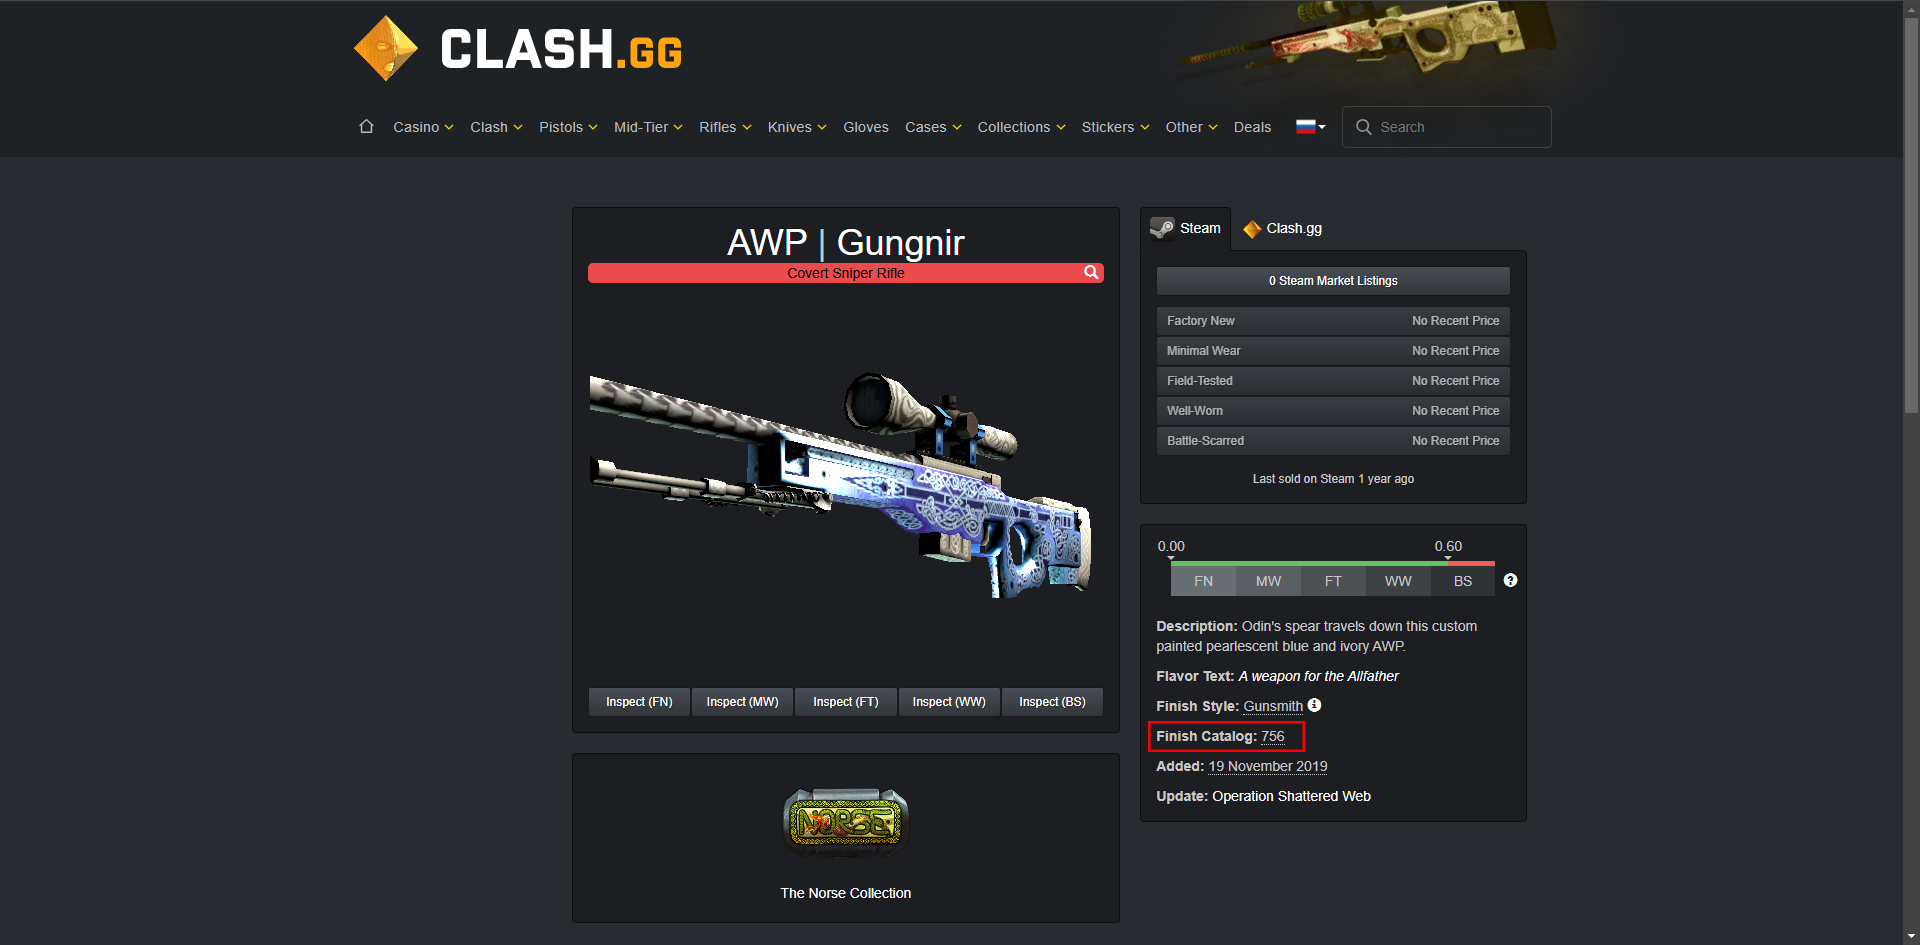 CLASH.GG
Casino Clash Pistols Mid-Tier Rifles Knives Gloves Cases Collections Stickers Other Deals Search
AWP | Gungnir
Covert Sniper Rifle
Inspect (FN) Inspect (MW) Inspect (FT) Inspect (WW) Inspect (BS)
NORSE
The Norse Collection
Steam Clash.gg
0 Steam Market Listings
Factory New No Recent Price
Minimal Wear No Recent Price
Field-Tested No Recent Price
Well-Worn No Recent Price
Battle-Scarred No Recent Price
Last sold on Steam 1 year ago
0.00 0.60
FN MW FT WW BS
Description: Odin's spear travels down this custom
painted pearlescent blue and ivory AWP.
Flavor Text: A weapon for the Allfather
Finish Style: Gunsmith
Finish Catalog: 756
Added: 19 November 2019
Update: Operation Shattered Web